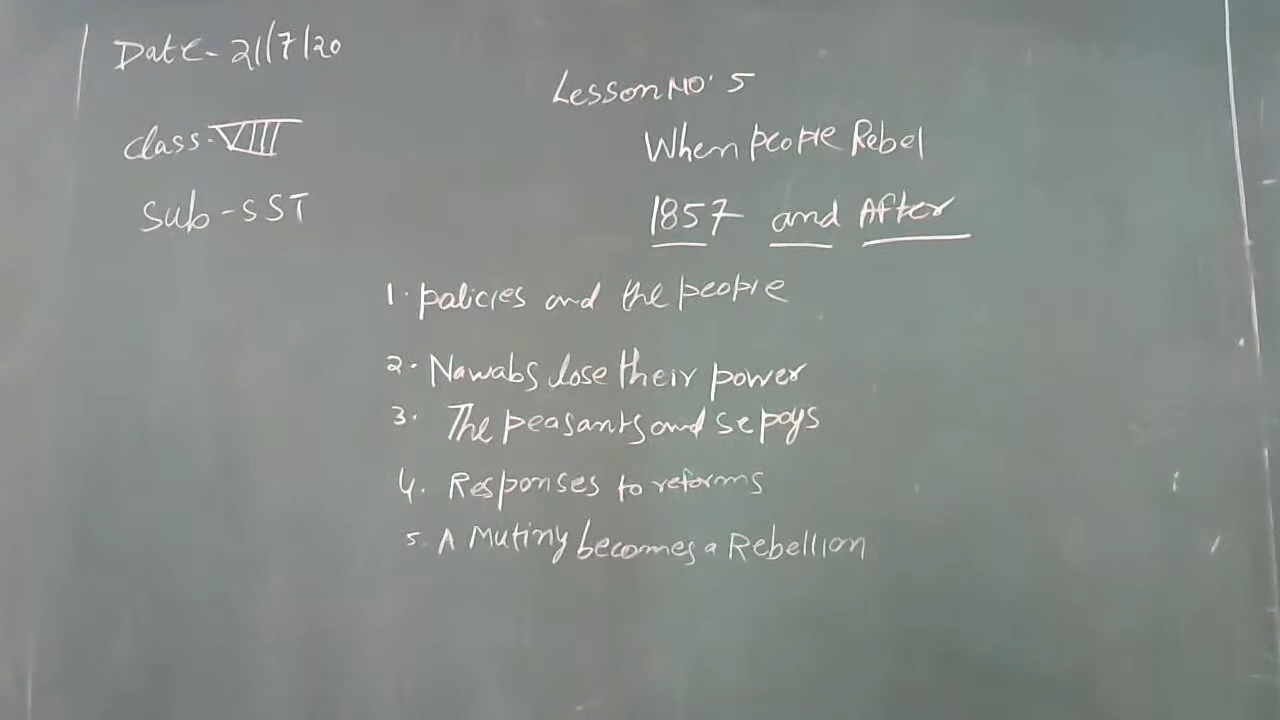 Date- 21/7/20
Lesson No. 5
Class. VIII
When people Rebel
Sub - SST
1857 and After
1. policies and the people
2. Nawabs lose their power
3. The peasants and sepoys
4. Responses to reforms
5. A Mutiny becomes a Rebellion